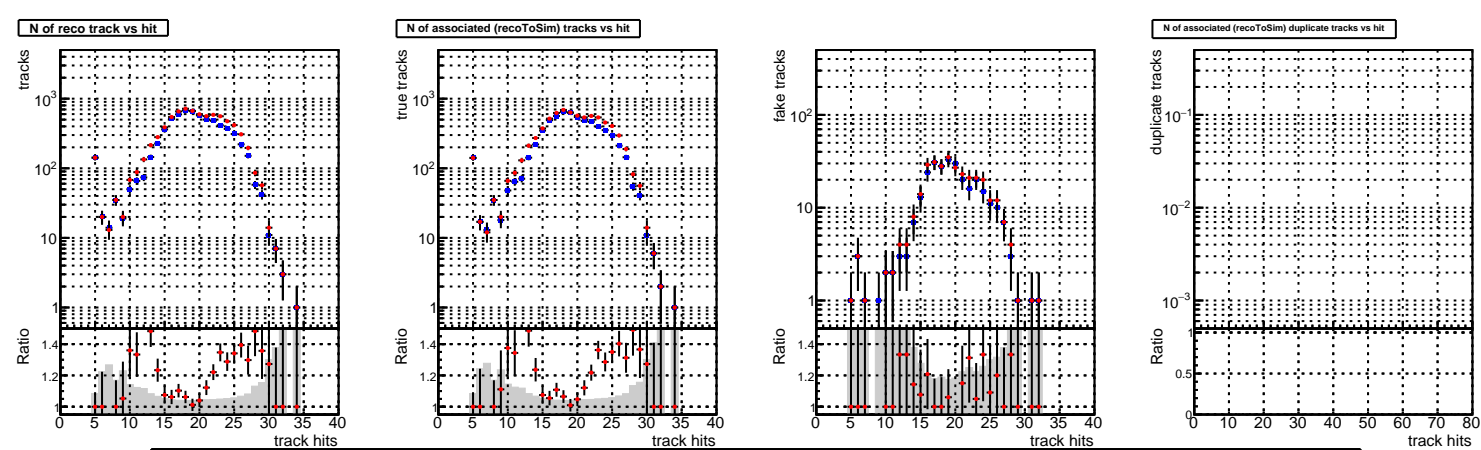 N of reco track vs hit
N of associated (recoToSim) tracks vs hit
N of associated (recoToSim) duplicate tracks vs hit
tracks
10³
10²
10
1
Ratio
1.4
1.2
1
0 5 10 15 20 25 30 35 40
track hits
true tracks
10³
10²
10
1
Ratio
1.4
1.2
1
0 5 10 15 20 25 30 35 40
track hits
fake tracks
10²
10
1
Ratio
1.4
1.2
1
0 5 10 15 20 25 30 35 40
track hits
duplicate tracks
10⁻¹
10⁻²
10⁻³
Ratio
1
0.5
0
0 10 20 30 40 50 60 70 80
track hits